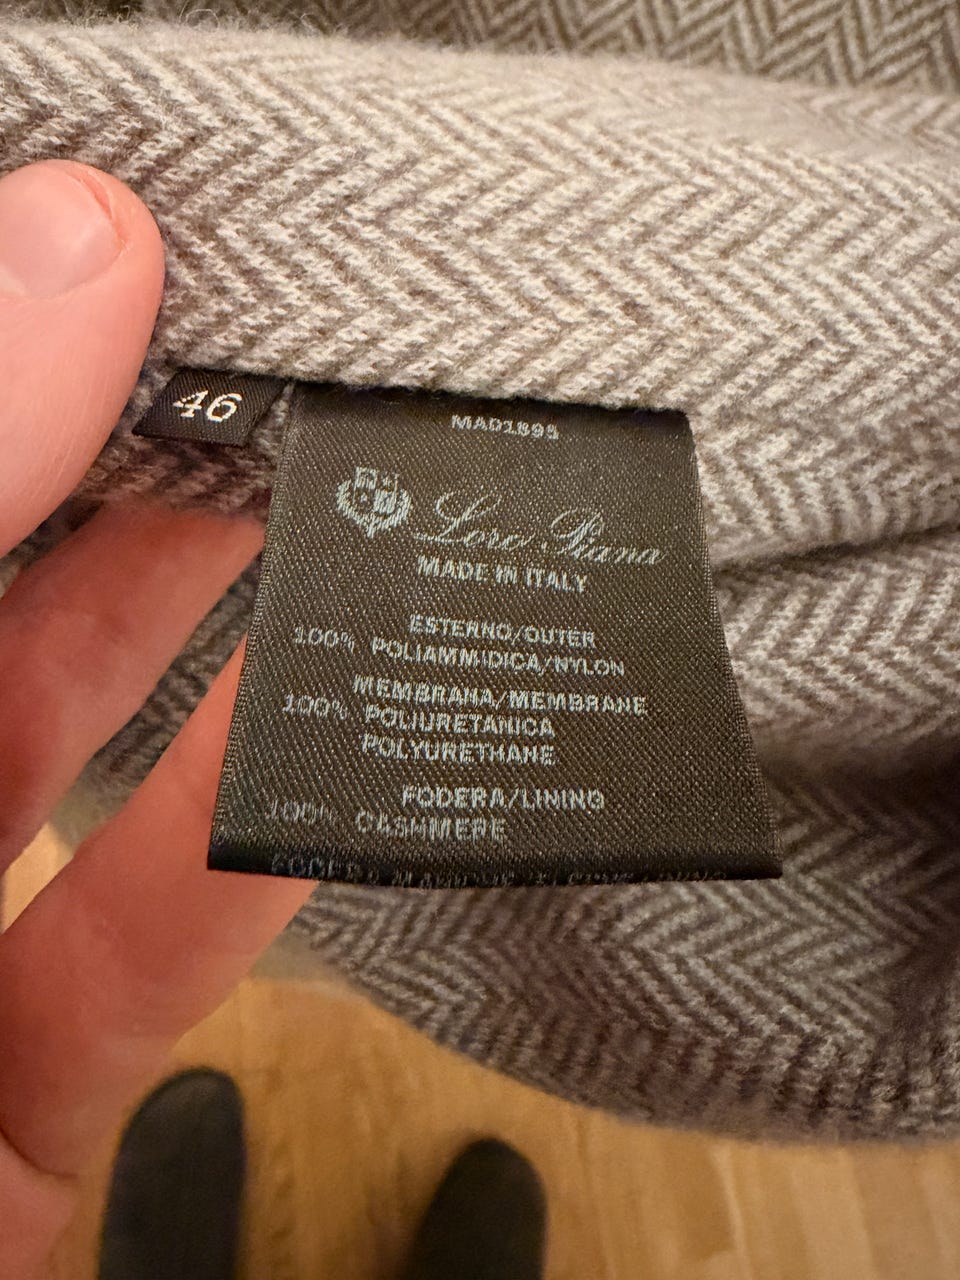 46
MAD1895
Loro Piana
MADE IN ITALY
ESTERNO/OUTER
100% POLIAMMIDICA/NYLON
MEMBRANA/MEMBRANE
100% POLIURETANICA
POLYURETHANE
FODERA/LINING
100% CASHMERE